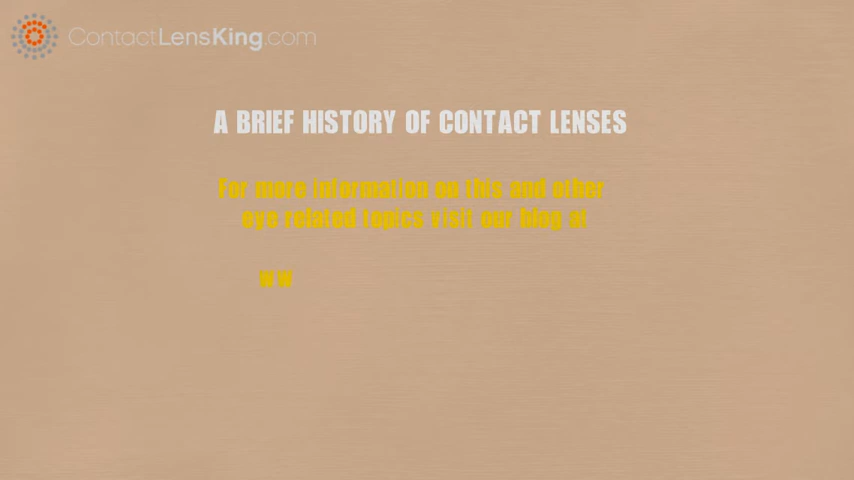 ContactLensKing.com
A BRIEF HISTORY OF CONTACT LENSES
For more information on this and other
eye related topics visit our blog at
ww